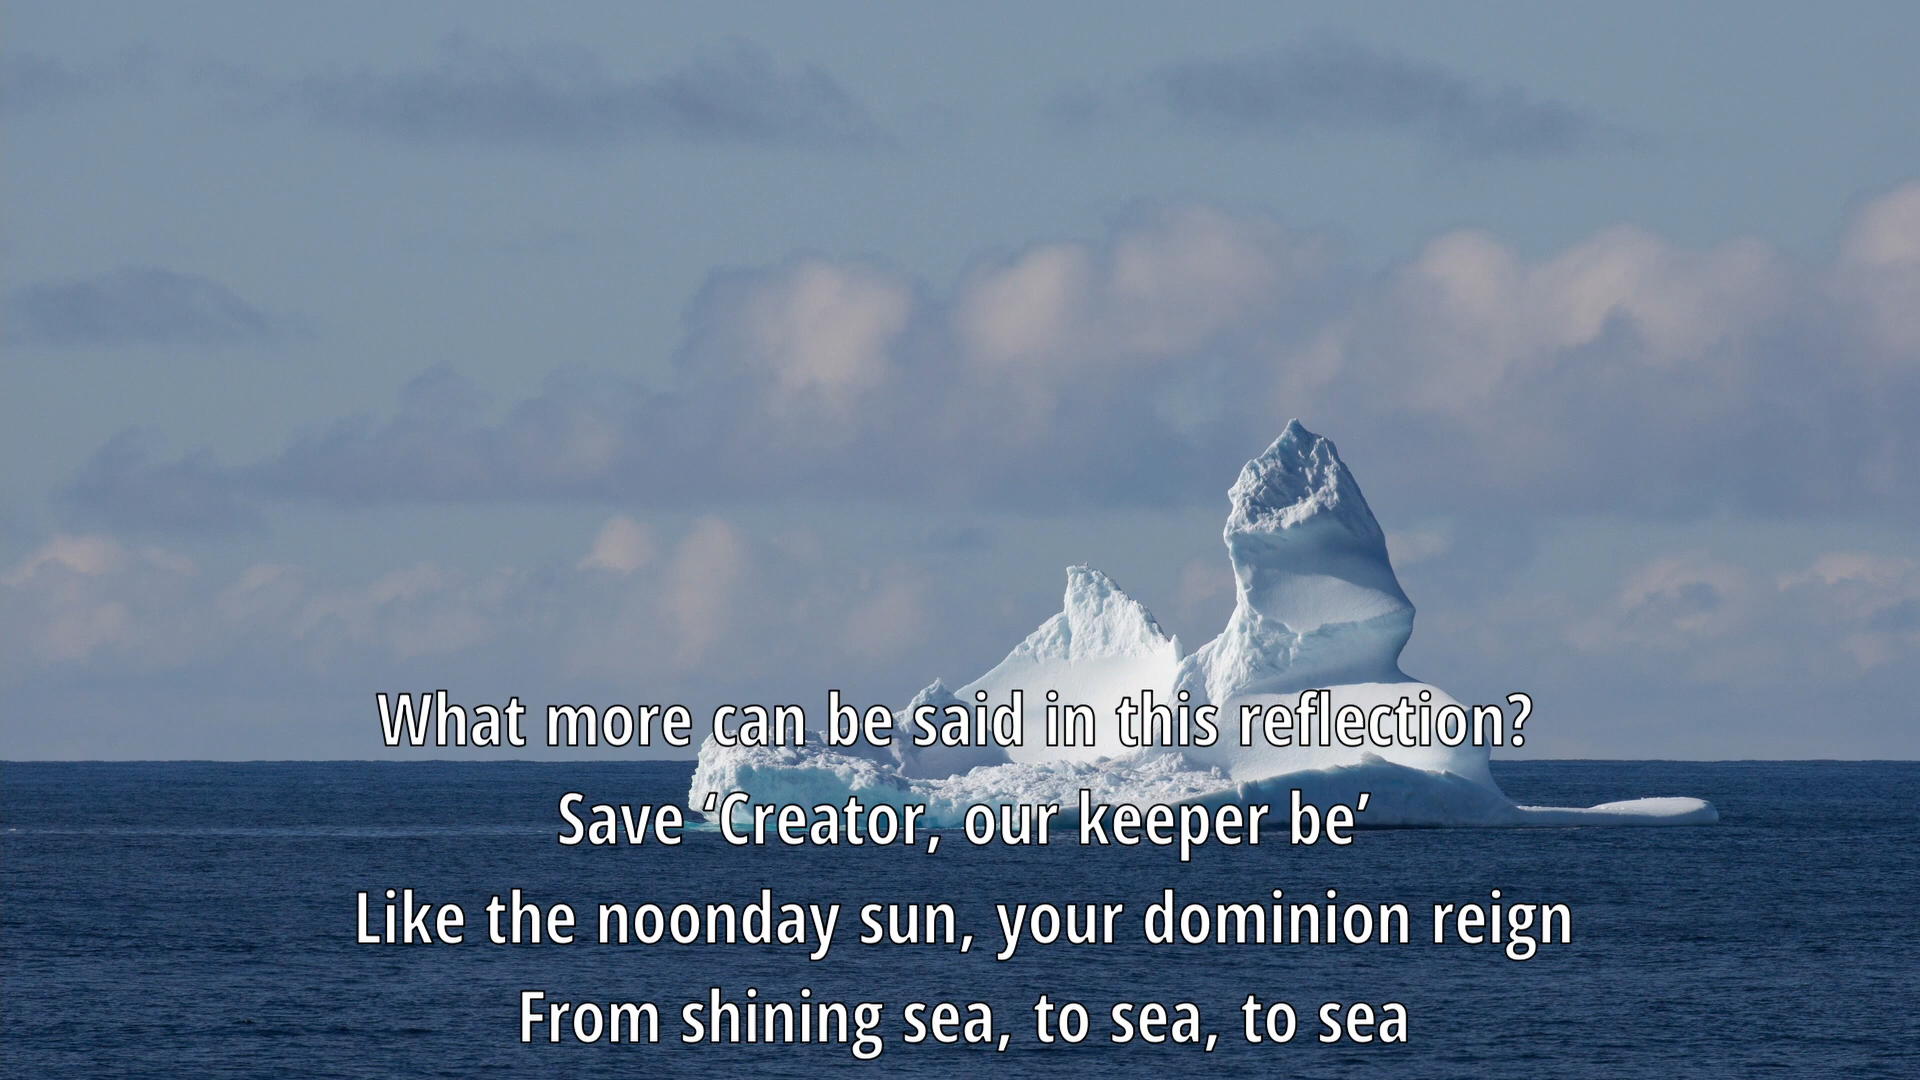 What more can be said in this reflection?
Save ‘Creator, our keeper be’
Like the noonday sun, your dominion reign
From shining sea, to sea, to sea